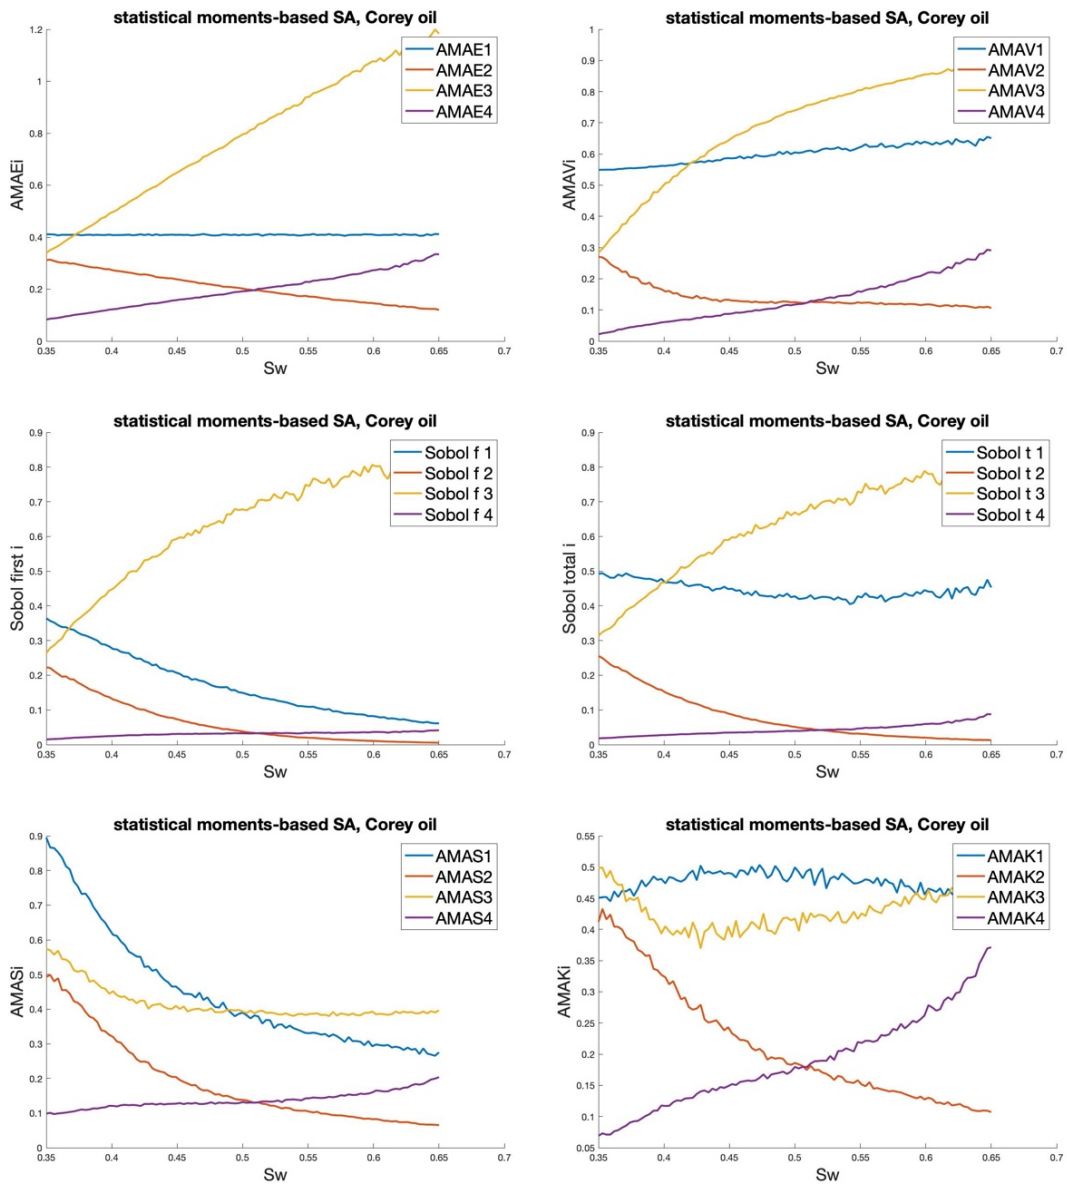 statistical moments-based SA, Corey oil
AMAEi
1.2
1
0.8
0.6
0.4
0.2
0
0.35 0.4 0.45 0.5 0.55 0.6 0.65 0.7
Sw
AMAE1
AMAE2
AMAE3
AMAE4
statistical moments-based SA, Corey oil
AMAVi
1
0.9
0.8
0.7
0.6
0.5
0.4
0.3
0.2
0.1
0
0.35 0.4 0.45 0.5 0.55 0.6 0.65 0.7
Sw
AMAV1
AMAV2
AMAV3
AMAV4
statistical moments-based SA, Corey oil
Sobol first i
0.9
0.8
0.7
0.6
0.5
0.4
0.3
0.2
0.1
0
0.35 0.4 0.45 0.5 0.55 0.6 0.65 0.7
Sw
Sobol f 1
Sobol f 2
Sobol f 3
Sobol f 4
statistical moments-based SA, Corey oil
Sobol total i
0.9
0.8
0.7
0.6
0.5
0.4
0.3
0.2
0.1
0
0.35 0.4 0.45 0.5 0.55 0.6 0.65 0.7
Sw
Sobol t 1
Sobol t 2
Sobol t 3
Sobol t 4
statistical moments-based SA, Corey oil
AMASi
0.9
0.8
0.7
0.6
0.5
0.4
0.3
0.2
0.1
0
0.35 0.4 0.45 0.5 0.55 0.6 0.65 0.7
Sw
AMAS1
AMAS2
AMAS3
AMAS4
statistical moments-based SA, Corey oil
AMAKi
0.55
0.5
0.45
0.4
0.35
0.3
0.25
0.2
0.15
0.1
0.05
0.35 0.4 0.45 0.5 0.55 0.6 0.65 0.7
Sw
AMAK1
AMAK2
AMAK3
AMAK4